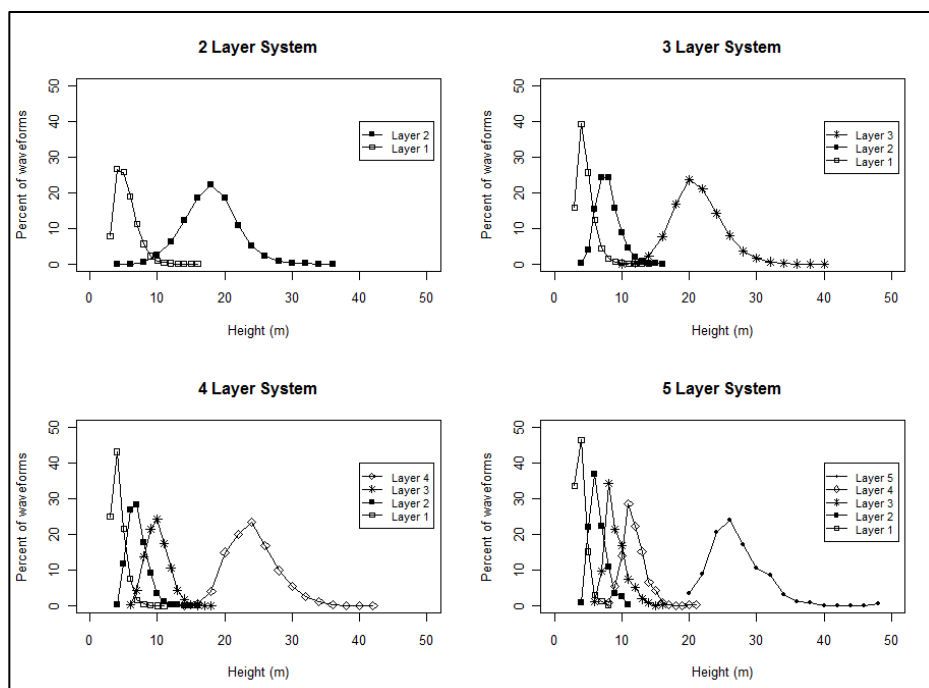 2 Layer System
Percent of waveforms
50
40
30
20
10
0
Layer 2
Layer 1
0 10 20 30 40 50
Height (m)
3 Layer System
Percent of waveforms
50
40
30
20
10
0
Layer 3
Layer 2
Layer 1
0 10 20 30 40 50
Height (m)
4 Layer System
Percent of waveforms
50
40
30
20
10
0
Layer 4
Layer 3
Layer 2
Layer 1
0 10 20 30 40 50
Height (m)
5 Layer System
Percent of waveforms
50
40
30
20
10
0
Layer 5
Layer 4
Layer 3
Layer 2
Layer 1
0 10 20 30 40 50
Height (m)